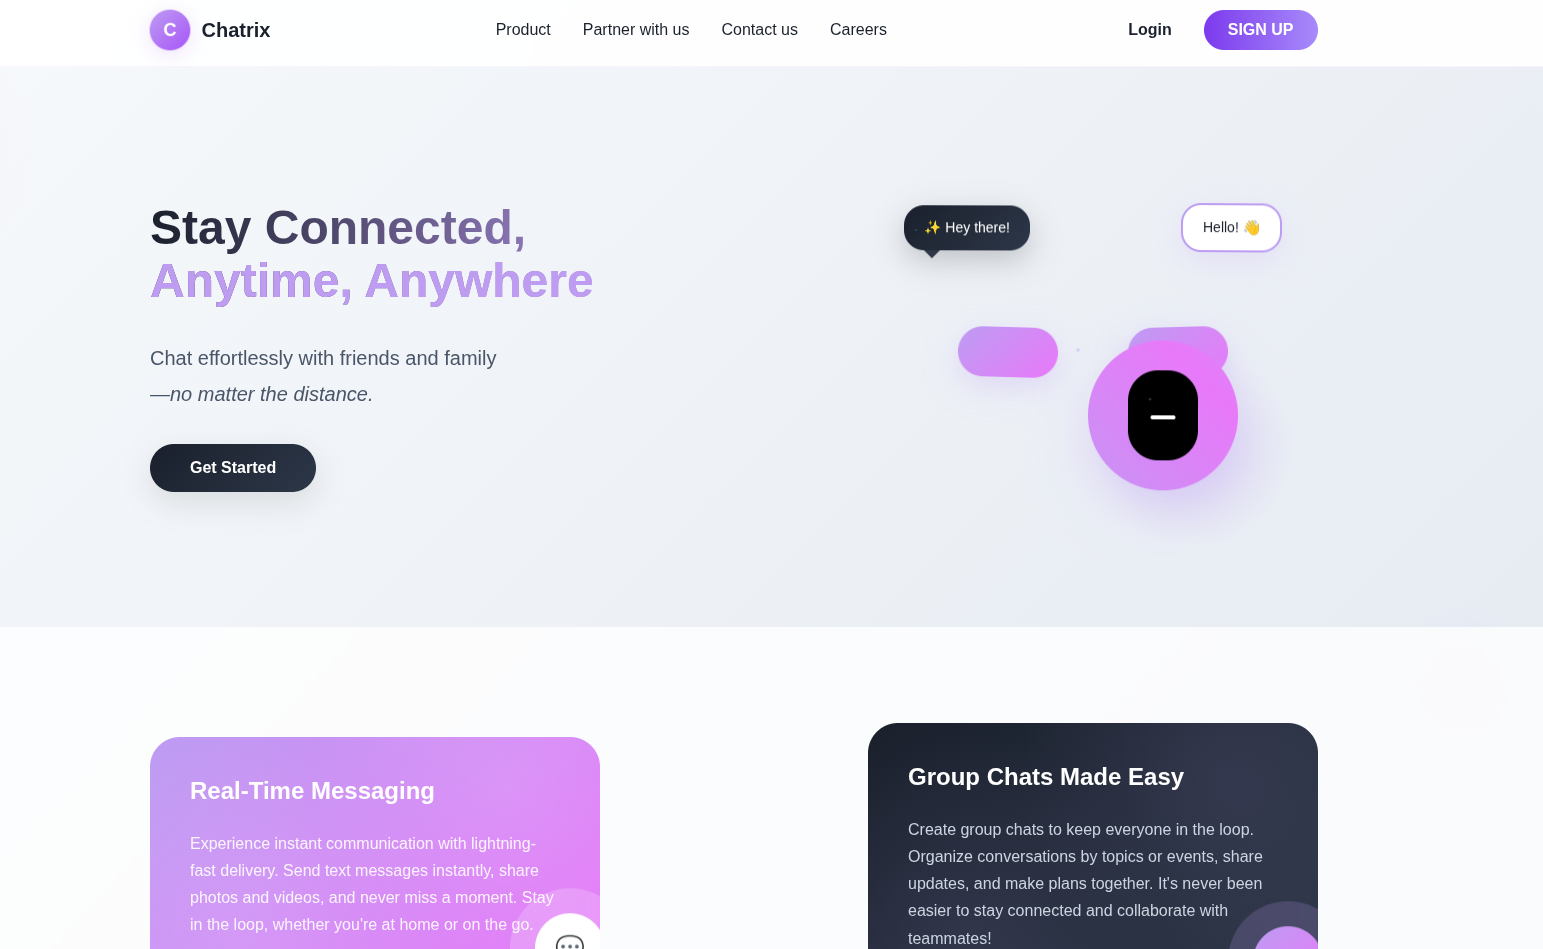 C Chatrix Product Partner with us Contact us Careers Login SIGN UP
Stay Connected,
Anytime, Anywhere
Chat effortlessly with friends and family
—no matter the distance.
Get Started
✨ Hey there!
Hello! 👋
Real-Time Messaging
Experience instant communication with lightning-
fast delivery. Send text messages instantly, share
photos and videos, and never miss a moment. Stay
in the loop, whether you're at home or on the go.
Group Chats Made Easy
Create group chats to keep everyone in the loop.
Organize conversations by topics or events, share
updates, and make plans together. It's never been
easier to stay connected and collaborate with
teammates!